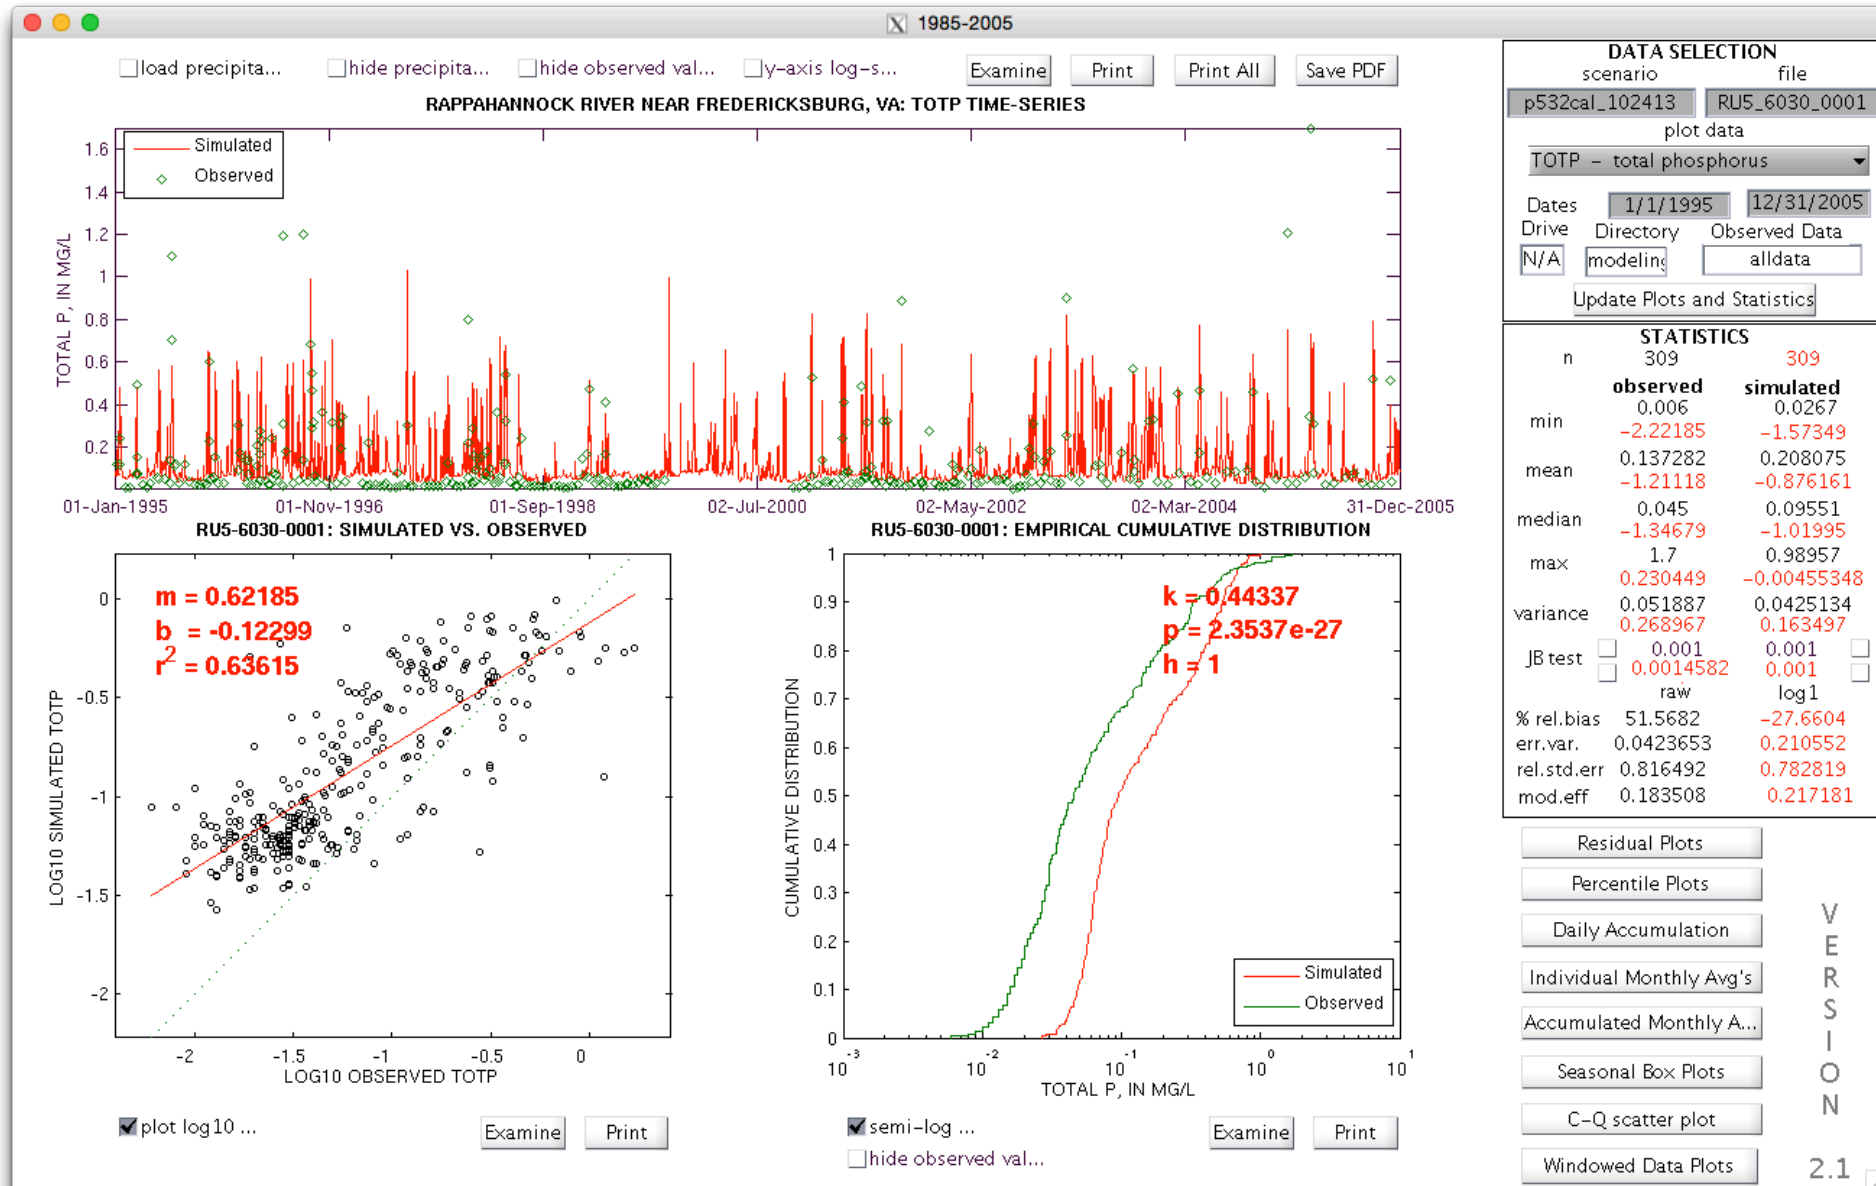 1985-2005
load precipita...
hide precipita...
hide observed val...
y-axis log-s...
Examine
Print
Print All
Save PDF
RAPPAHANNOCK RIVER NEAR FREDERICKSBURG, VA: TOTP TIME-SERIES
Simulated
Observed
TOTAL P, IN MG/L
1.6
1.4
1.2
1
0.8
0.6
0.4
0.2
01-Jan-1995
01-Nov-1996
01-Sep-1998
02-Jul-2000
02-May-2002
02-Mar-2004
31-Dec-2005
RU5-6030-0001: SIMULATED VS. OBSERVED
m = 0.62185
b = -0.12299
r2 = 0.63615
LOG10 SIMULATED TOTP
0
-0.5
-1
-1.5
-2
-2
-1.5
-1
-0.5
0
LOG10 OBSERVED TOTP
plot log10 ...
Examine
Print
RU5-6030-0001: EMPIRICAL CUMULATIVE DISTRIBUTION
k = 0.44337
p = 2.3537e-27
h = 1
CUMULATIVE DISTRIBUTION
1
0.9
0.8
0.7
0.6
0.5
0.4
0.3
0.2
0.1
0
Simulated
Observed
10-3
10-2
10-1
100
101
TOTAL P, IN MG/L
semi-log ...
hide observed val...
Examine
Print
DATA SELECTION
scenario file
p532cal_102413 RU5_6030_0001
plot data
TOTP - total phosphorus
Dates 1/1/1995 12/31/2005
Drive Directory Observed Data
N/A modeling alldata
Update Plots and Statistics
STATISTICS
n 309 309
observed simulated
min 0.006 0.0267
-2.22185 -1.57349
mean 0.137282 0.208075
-1.21118 -0.876161
median 0.045 0.09551
-1.34679 -1.01995
max 1.7 0.98957
0.230449 -0.00455348
variance 0.051887 0.0425134
0.268967 0.163497
JB test 0.001 0.001
0.0014582 0.001
raw log1
% rel.bias 51.5682 -27.6604
err.var. 0.0423653 0.210552
rel.std.err 0.816492 0.782819
mod.eff 0.183508 0.217181
Residual Plots
Percentile Plots
Daily Accumulation
Individual Monthly Avg's
Accumulated Monthly A...
Seasonal Box Plots
C-Q scatter plot
Windowed Data Plots
VERSION
2.1